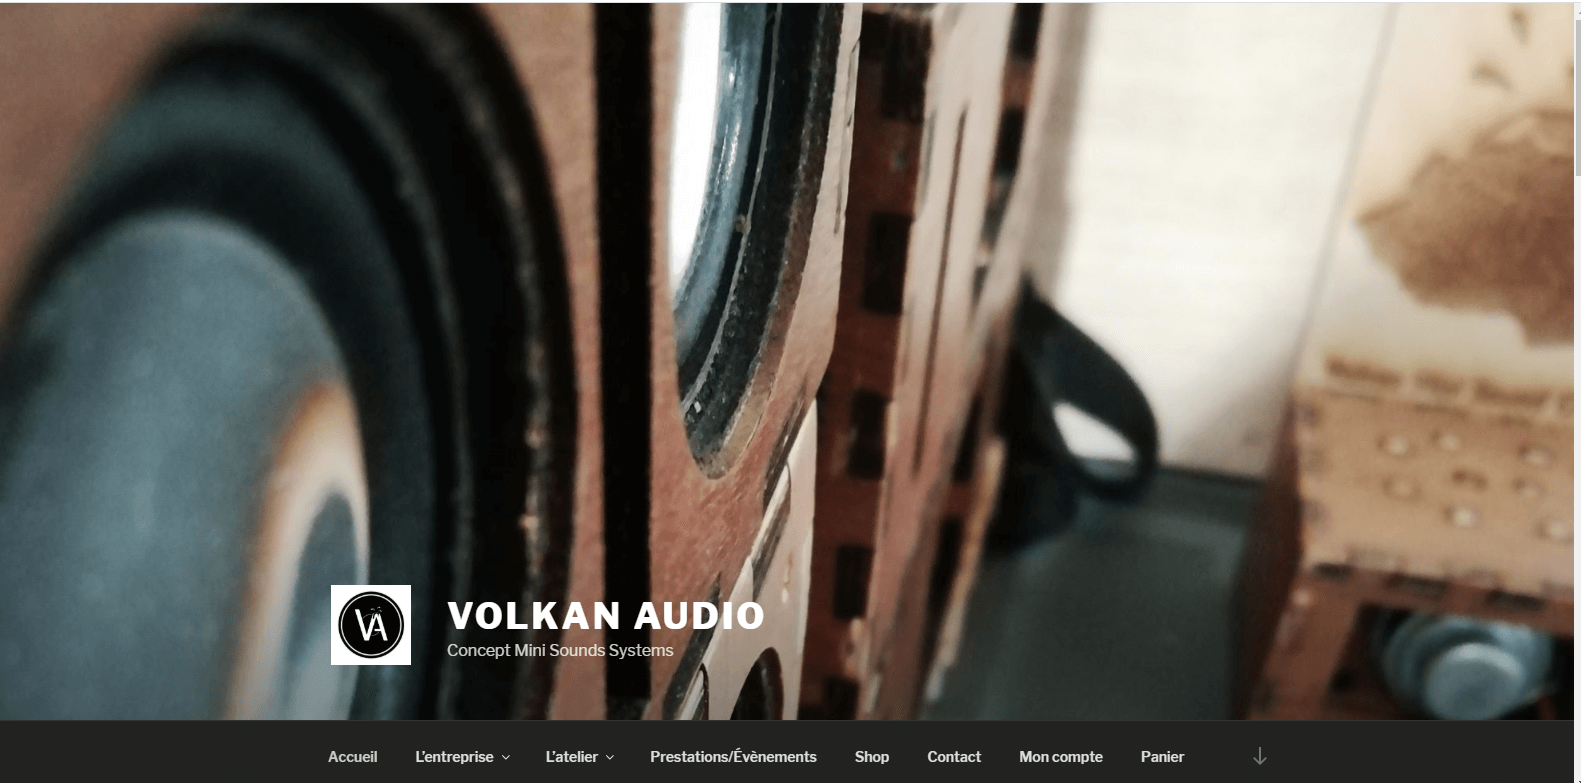 VA
VOLKAN AUDIO
Concept Mini Sounds Systems
Accueil L'entreprise L'atelier Prestations/Évènements Shop Contact Mon compte Panier